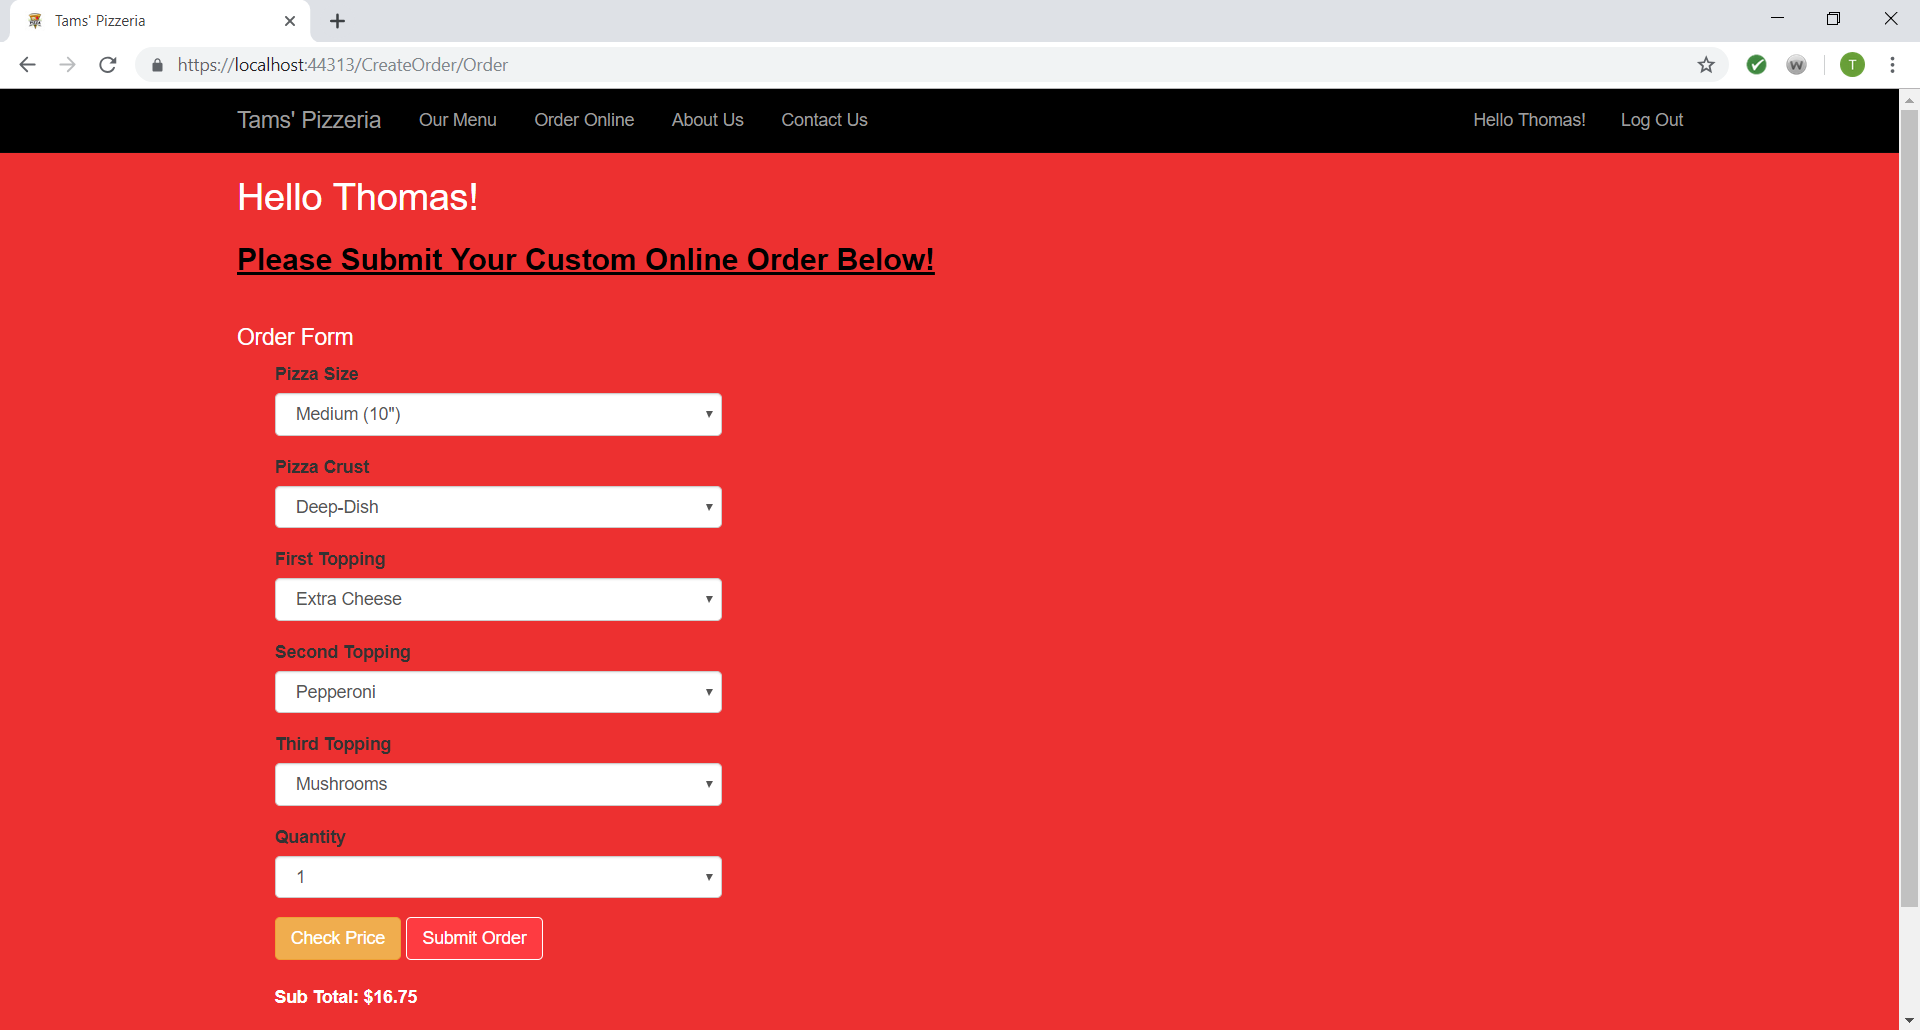 Tams' Pizzeria
https://localhost:44313/CreateOrder/Order
W
T
Tams' Pizzeria Our Menu Order Online About Us Contact Us Hello Thomas! Log Out
Hello Thomas!
Please Submit Your Custom Online Order Below!
Order Form
Pizza Size
Medium (10")
Pizza Crust
Deep-Dish
First Topping
Extra Cheese
Second Topping
Pepperoni
Third Topping
Mushrooms
Quantity
1
Check Price Submit Order
Sub Total: $16.75